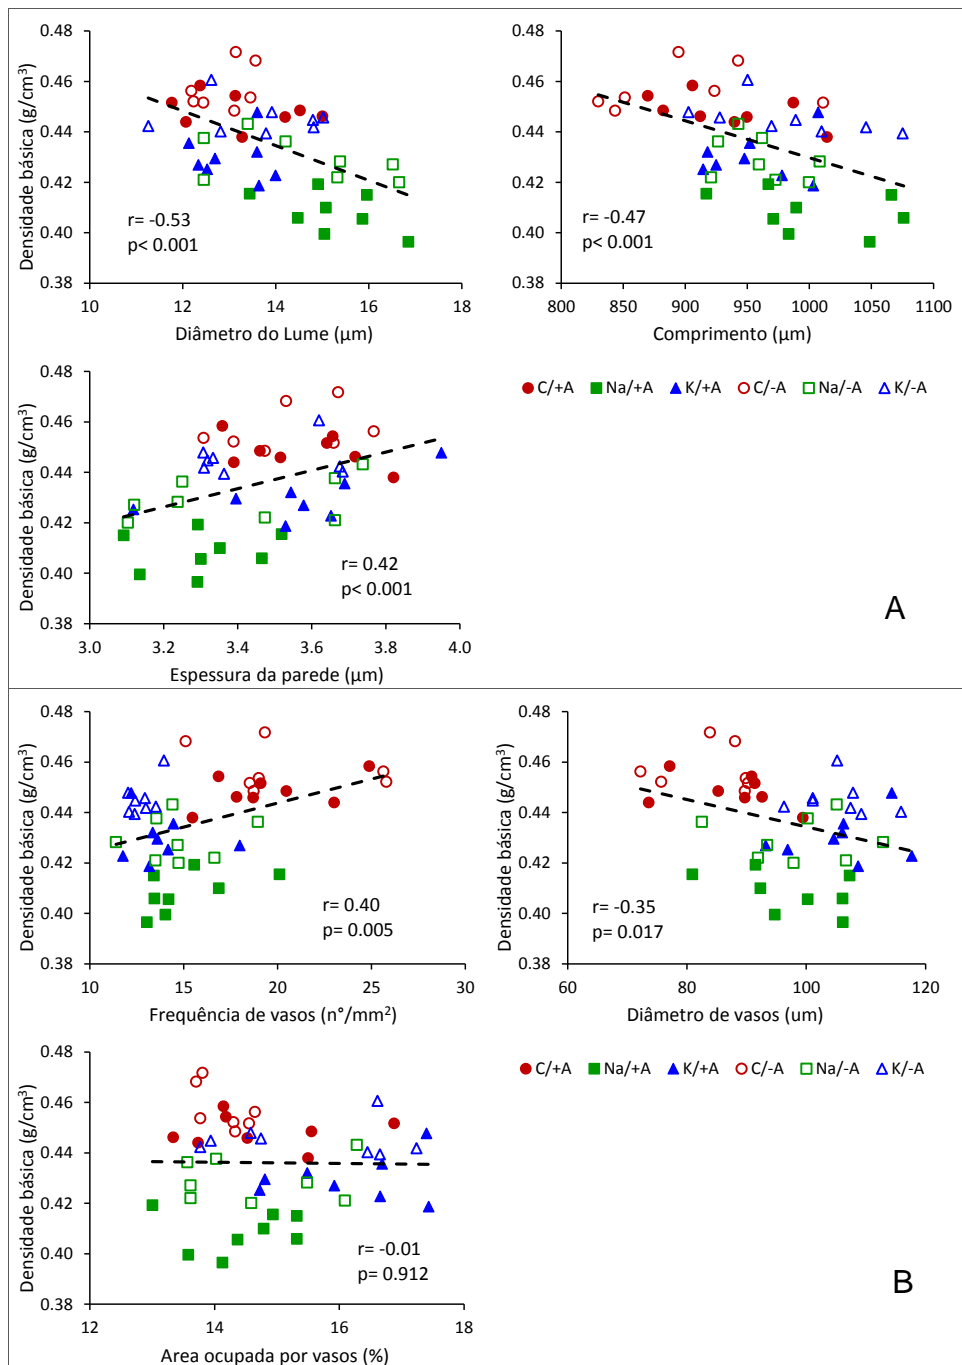 0.48
0.46
0.44
0.42
0.40
0.38
Densidade básica (g/cm³)
r= -0.53
p< 0.001
10 12 14 16 18
Diâmetro do Lume (µm)
0.48
0.46
0.44
0.42
0.40
0.38
Densidade básica (g/cm³)
r= -0.47
p< 0.001
800 850 900 950 1000 1050 1100
Comprimento (µm)
0.48
0.46
0.44
0.42
0.40
0.38
Densidade básica (g/cm³)
r= 0.42
p< 0.001
3.0 3.2 3.4 3.6 3.8 4.0
Espessura da parede (µm)
C/+A Na/+A K/+A C/-A Na/-A K/-A
A
0.48
0.46
0.44
0.42
0.40
0.38
Densidade básica (g/cm³)
r= 0.40
p= 0.005
10 15 20 25 30
Frequência de vasos (n°/mm²)
0.48
0.46
0.44
0.42
0.40
0.38
Densidade básica (g/cm³)
r= -0.35
p= 0.017
60 80 100 120
Diâmetro de vasos (um)
0.48
0.46
0.44
0.42
0.40
0.38
Densidade básica (g/cm³)
r= -0.01
p= 0.912
12 14 16 18
Area ocupada por vasos (%)
C/+A Na/+A K/+A C/-A Na/-A K/-A
B